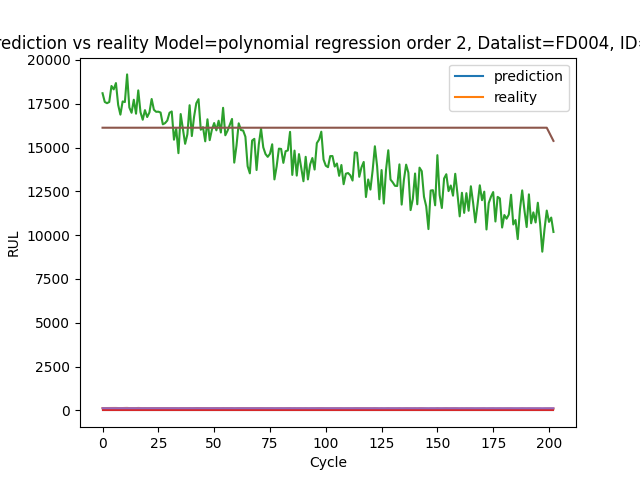 rediction vs reality Model=polynomial regression order 2, Datalist=FD004, ID=
prediction
reality
RUL
20000
17500
15000
12500
10000
7500
5000
2500
0
0 25 50 75 100 125 150 175 200
Cycle